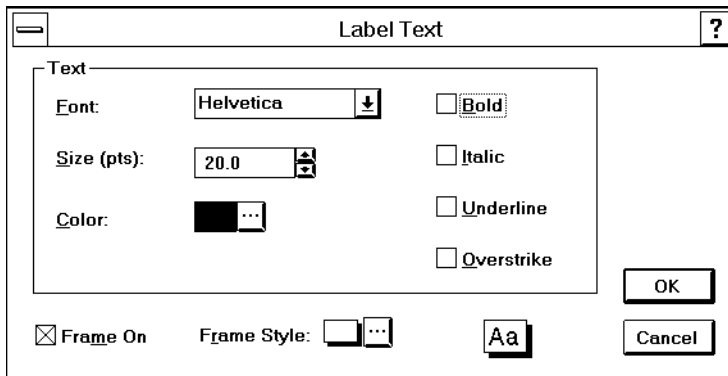 Label Text
?
Text
Font:
Helvetica
Bold
Size (pts):
20.0
Italic
Color:
...
Underline
Overstrike
OK
Frame On
Frame Style:
...
Aa
Cancel